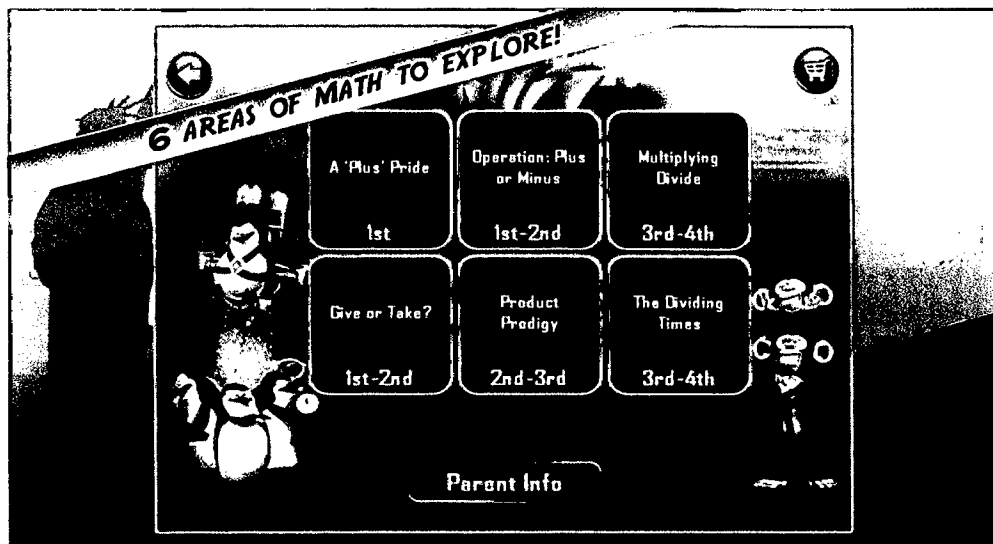 6 AREAS OF MATH TO EXPLORE!
A 'Plus' Pride
1st
Operation: Plus
or Minus
1st-2nd
Multiplying
Divide
3rd-4th
Give or Take?
1st-2nd
Product
Prodigy
2nd-3rd
The Dividing
Times
3rd-4th
Parent Info